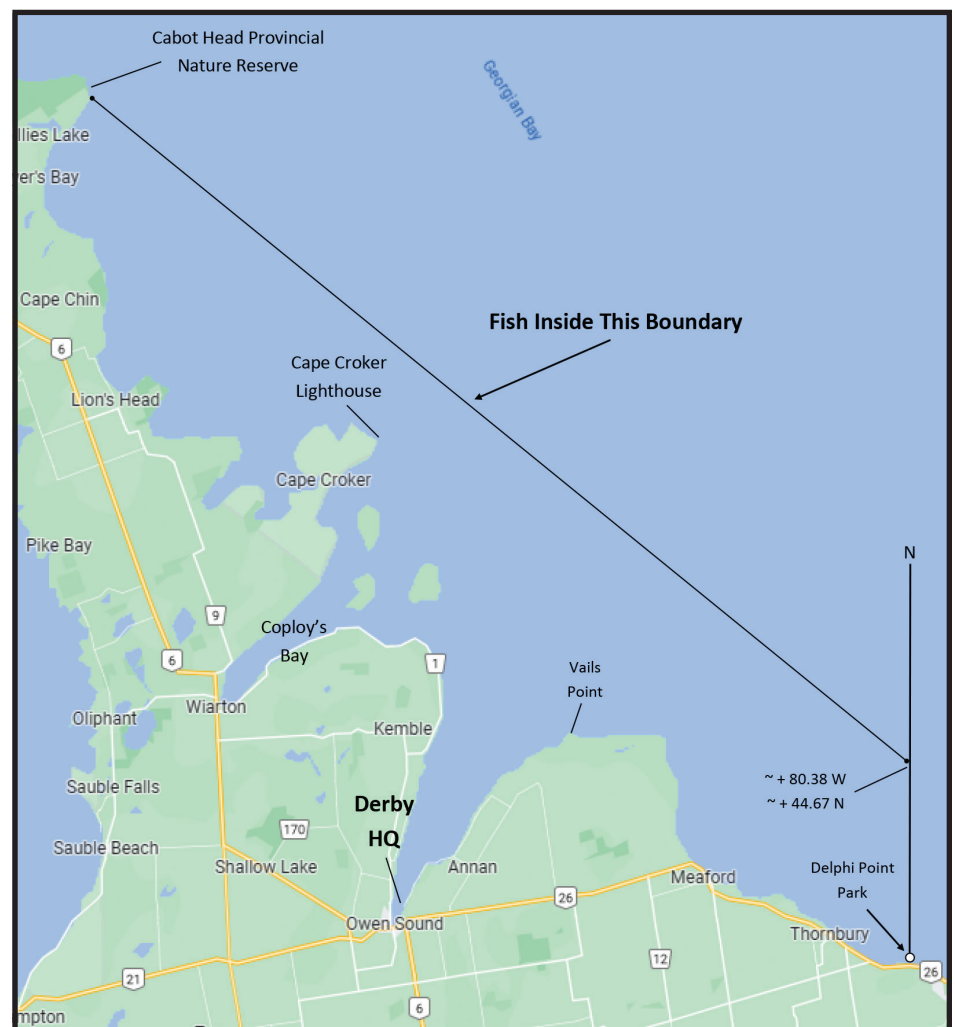 Cabot Head Provincial
Nature Reserve
Georgian Bay
llies Lake
er's Bay
Cape Chin
6
Fish Inside This Boundary
Cape Croker
Lighthouse
Lion's Head
Cape Croker
Pike Bay
N
9
Coploy's
Bay
6
1
Vails
Point
Wiarton
Oliphant
Kemble
~ + 80.38 W
~ + 44.67 N
Sauble Falls
Derby
HQ
170
Sauble Beach
Shallow Lake
Annan
Meaford
Delphi Point
Park
26
Owen Sound
Thornbury
12
21
26
6
mpton